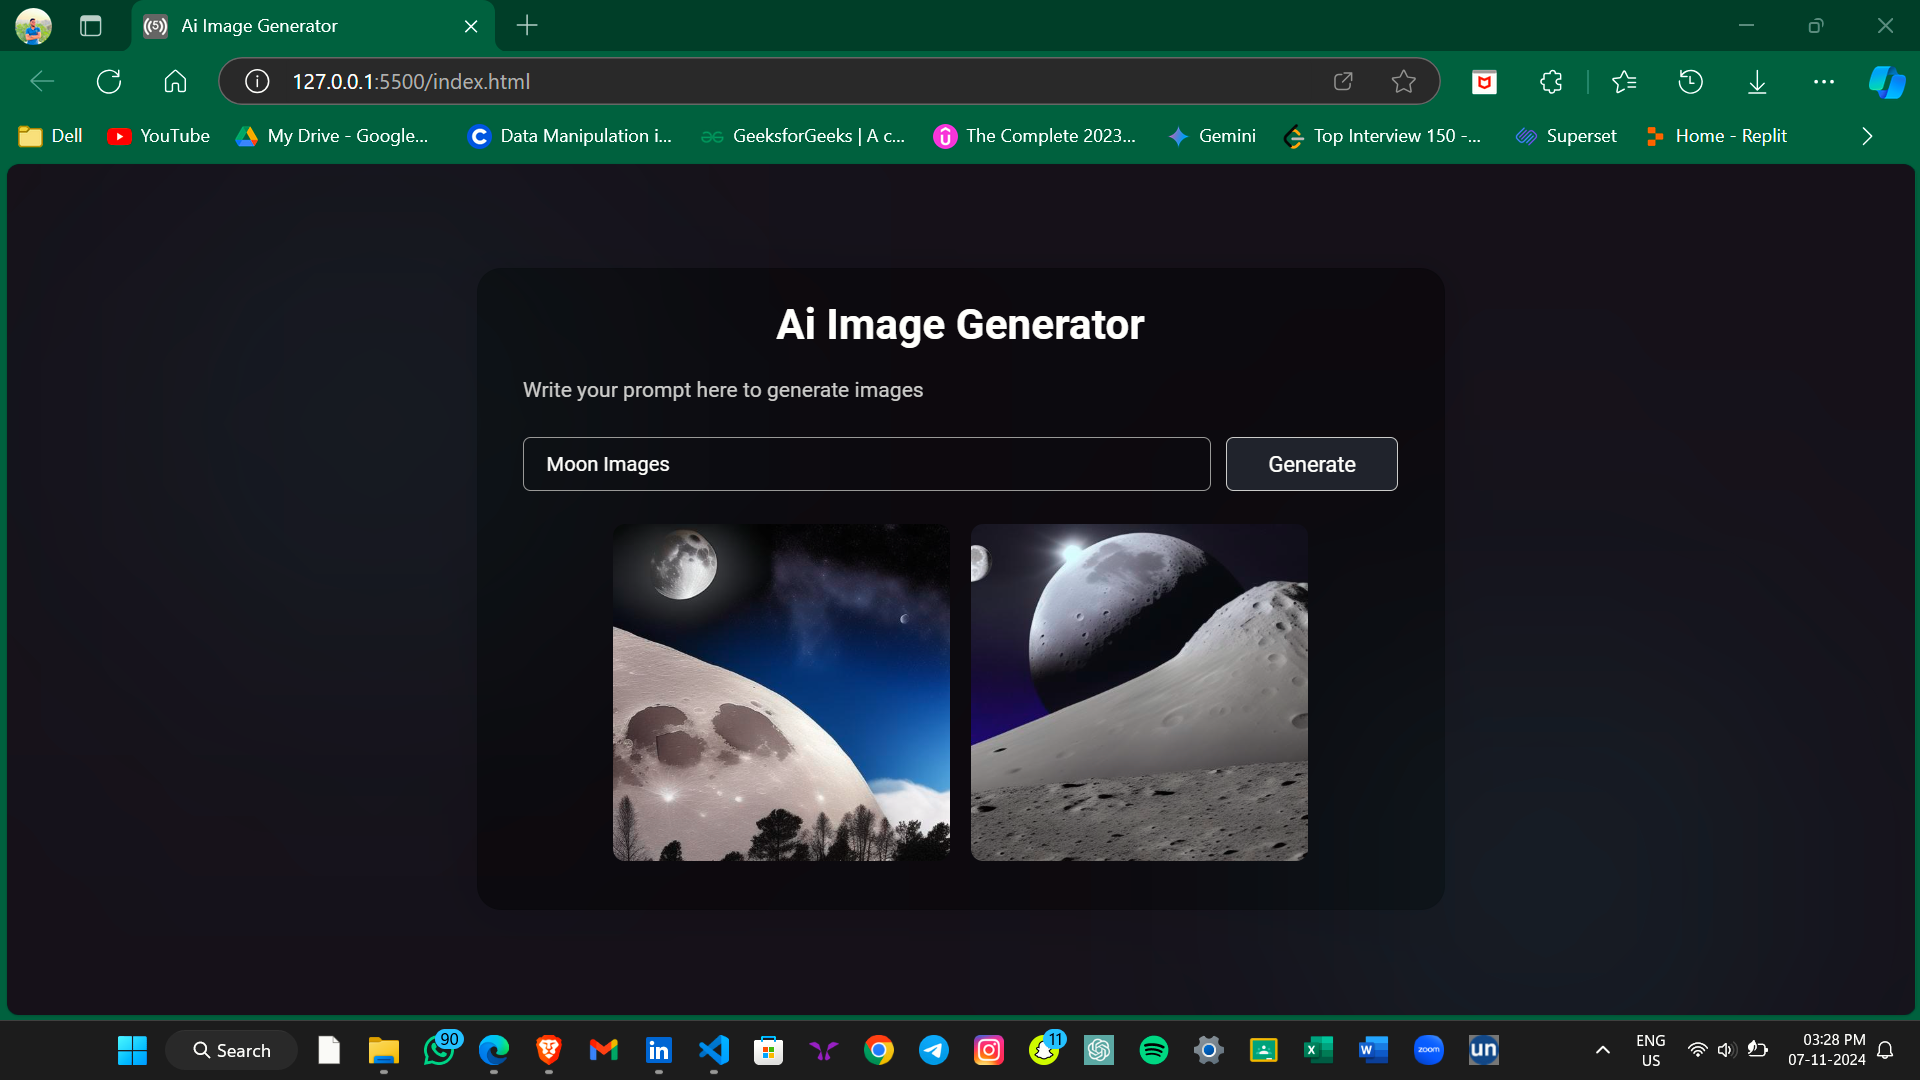 Ai Image Generator
127.0.0.1:5500/index.html
Dell
YouTube
My Drive - Google...
Data Manipulation i...
GeeksforGeeks | A c...
The Complete 2023...
Gemini
Top Interview 150 -...
Superset
Home - Replit
Ai Image Generator
Write your prompt here to generate images
Moon Images
Generate
Search
90
in
11
X
W
zoom
un
ENG
US
03:28 PM
07-11-2024